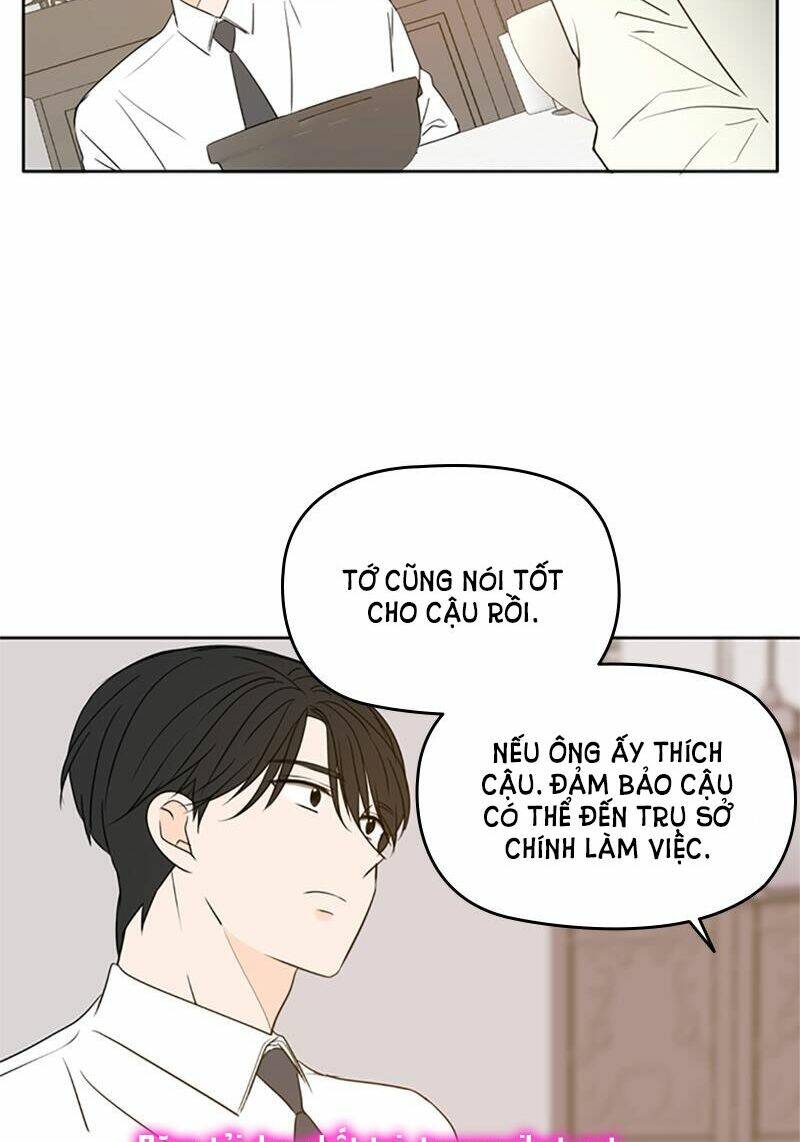 TỚ CŨNG NÓI TỐT
CHO CẬU RỒI.
NẾU ÔNG ẤY THÍCH
CẬU. ĐẢM BẢO CẬU
CÓ THỂ ĐẾN TRỤ SỞ
CHÍNH LÀM VIỆC.